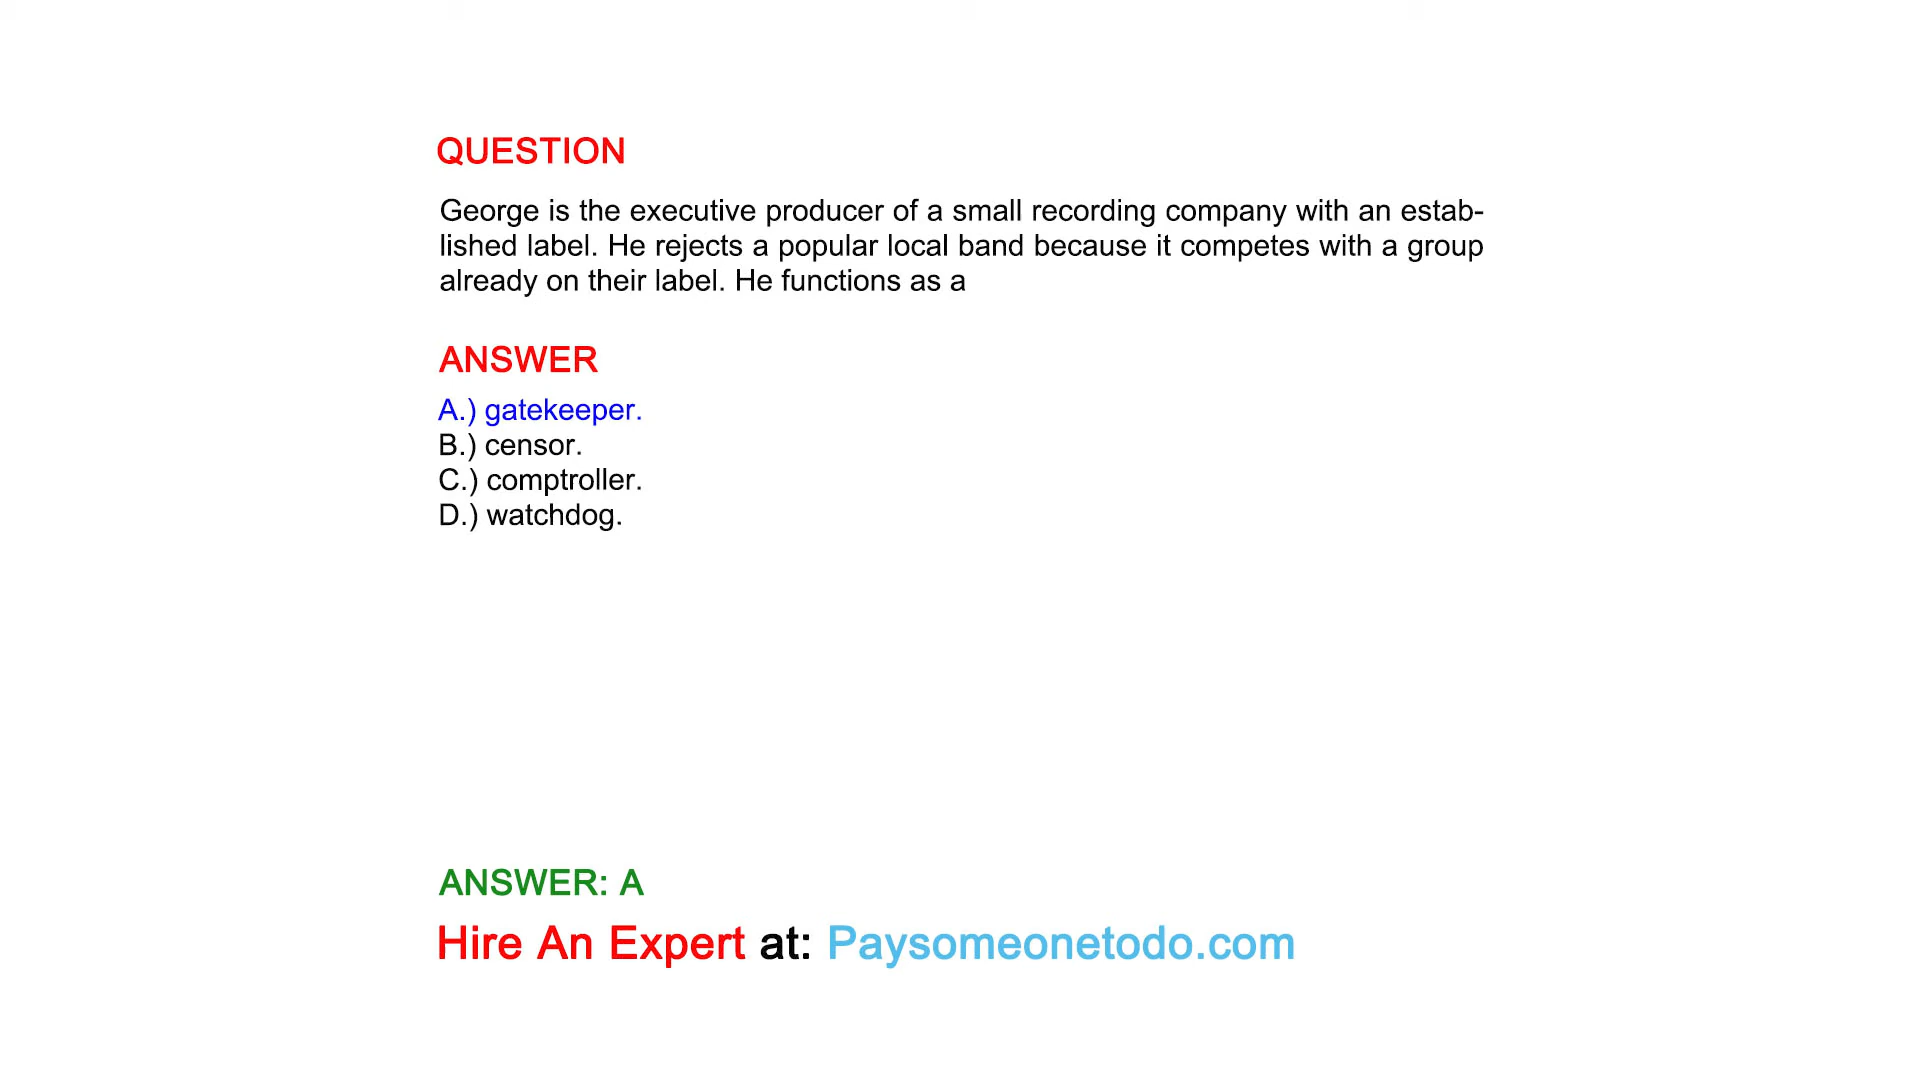 QUESTION
George is the executive producer of a small recording company with an estab-
lished label. He rejects a popular local band because it competes with a group
already on their label. He functions as a
ANSWER
A.) gatekeeper.
B.) censor.
C.) comptroller.
D.) watchdog.
ANSWER: A
Hire An Expert at: Paysomeonetodo.com